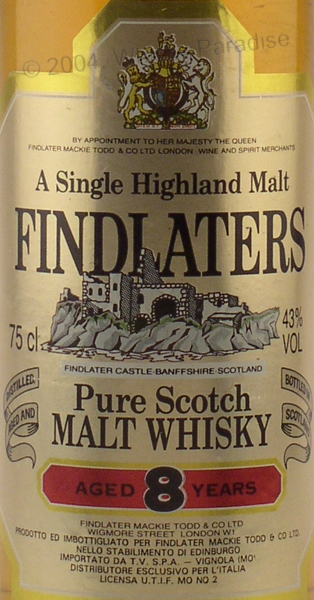 © 2004, Paradise
BY APPOINTMENT TO HER MAJESTY THE QUEEN
FINDLATER MACKIE TODD & CO LTD LONDON WINE AND SPIRIT MERCHANTS
A Single Highland Malt
FINDLATERS
75 cl
43% VOL
FINDLATER CASTLE·BANFFSHIRE·SCOTLAND
DISTILLED,
AND
BOTTLED IN
SCOTLAND
Pure Scotch
MALT WHISKY
AGED 8 YEARS
FINDLATER MACKIE TODD & CO LTD
WIGMORE STREET LONDON W1
PRODOTTO ED IMBOTTIGLIATO PER FINDLATER MACKIE TODD & CO LTD
NELLO STABILIMENTO DI EDINBURGO
IMPORTATO DA T.V. S.P.A. — VIGNOLA (MO)
DISTRIBUTORE ESCLUSIVO PER L'ITALIA
LICENSA U.T.I.F. MO NO 2